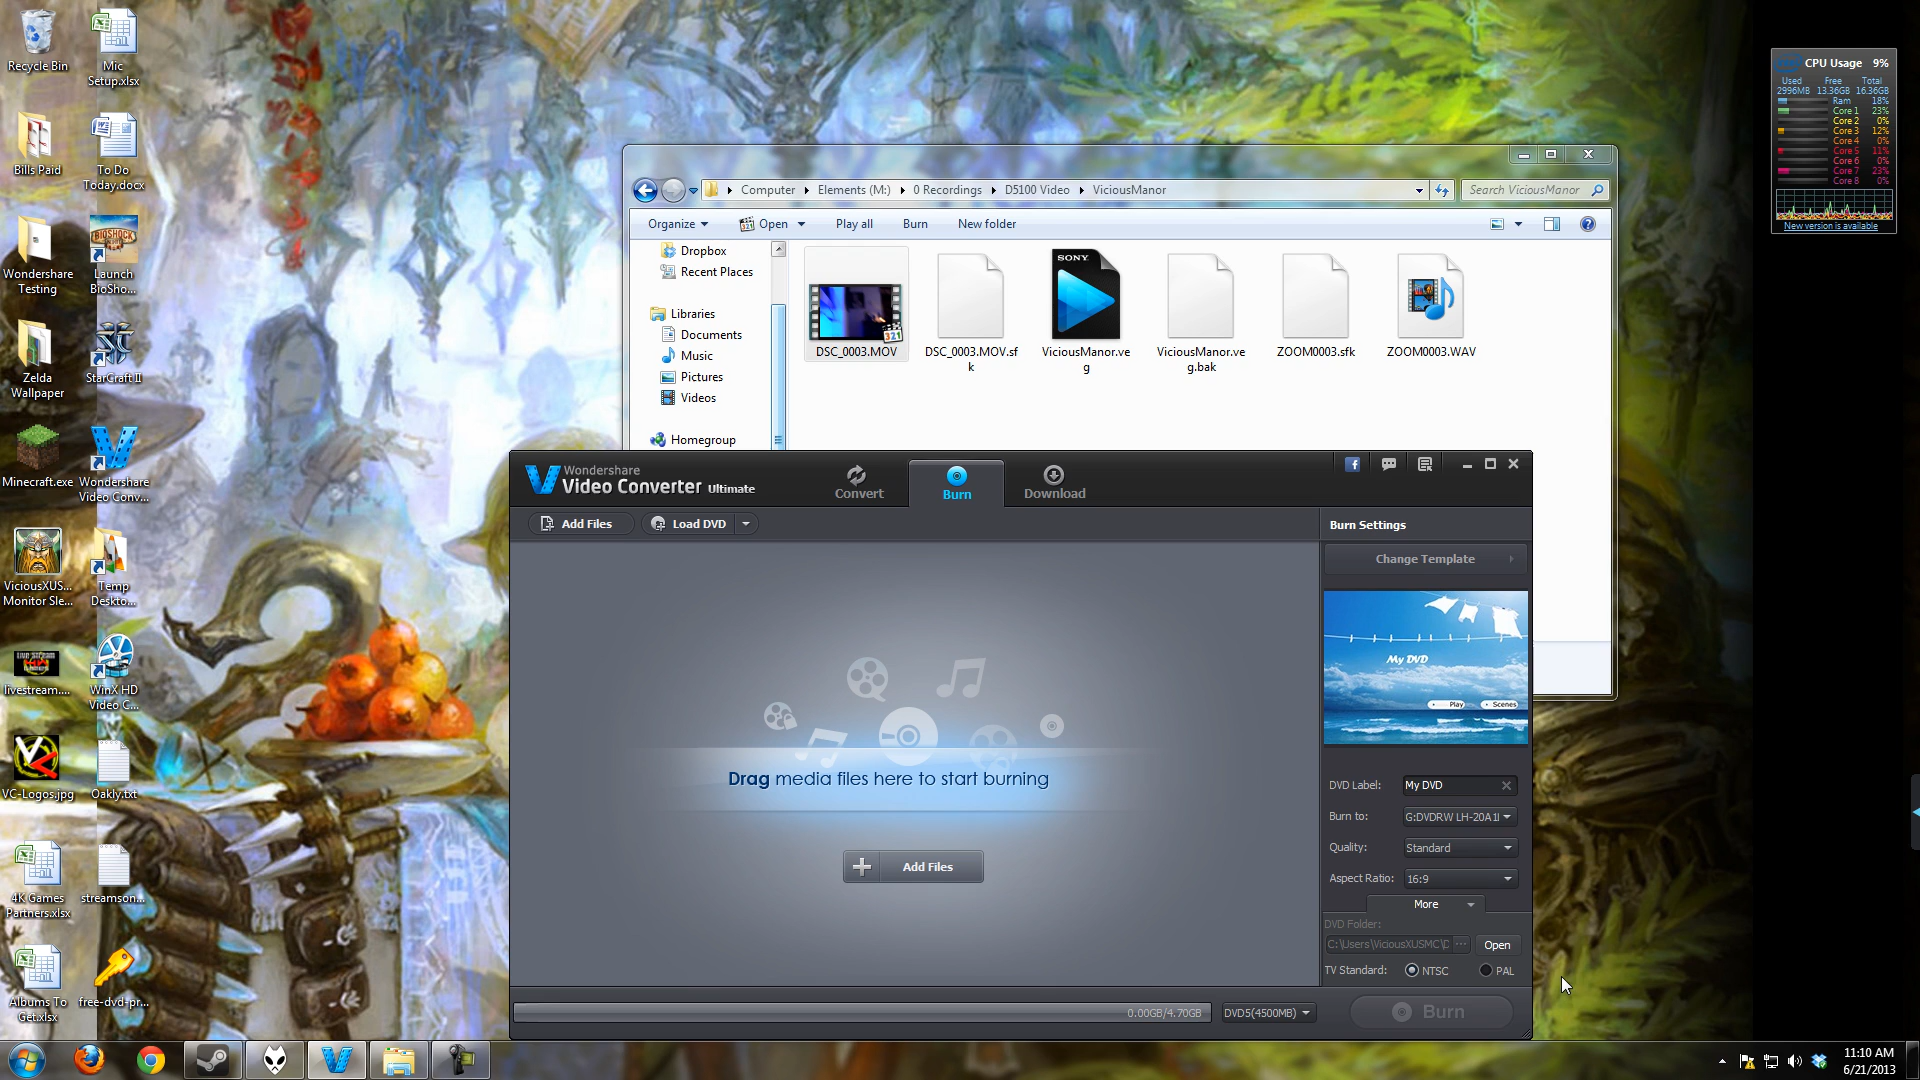 Recycle Bin
Mic
Setup.xlsx
Bills Paid
To Do
Today.docx
Wondershare
Testing
BIOSHOCK
Launch
BioSho...
Zelda
Wallpaper
StarCraft II
Minecraft.exe
Wondershare
Video Conv...
ViciousXUS...
Monitor Sle...
Temp
Deskto...
livestream....
WinX HD
Video C...
VC-Logos.jpg
Oakly.txt
4K Games
Partners.xlsx
streamson...
Albums To
Get.xlsx
free-dvd-pr...
Computer
Elements (M:)
0 Recordings
D5100 Video
ViciousManor
Search ViciousManor
Organize
Open
Play all
Burn
New folder
Dropbox
Recent Places
Libraries
Documents
Music
Pictures
Videos
Homegroup
321
SONY
DSC_0003.MOV
DSC_0003.MOV.sf
k
ViciousManor.ve
g
ViciousManor.ve
g.bak
ZOOM0003.sfk
ZOOM0003.WAV
Wondershare
Video Converter Ultimate
Convert
Burn
Download
Add Files
Load DVD
Burn Settings
Change Template
My DVD
Play
Scenes
Drag media files here to start burning
Add Files
DVD Label:
My DVD
Burn to:
G:DVDRW LH-20A1
Quality:
Standard
Aspect Ratio:
16:9
More
DVD Folder:
C:\Users\ViciousXUSMC\D
Open
TV Standard:
NTSC
PAL
0.00GB/4.70GB
DVD5(4500MB)
Burn
CPU Usage 9%
Used Free Total
2996MB 13.36GB 16.36GB
Ram 18%
Core 1 23%
Core 2 0%
Core 3 12%
Core 4 0%
Core 5 11%
Core 6 0%
Core 7 23%
Core 8 0%
New version is available
11:10 AM
6/21/2013